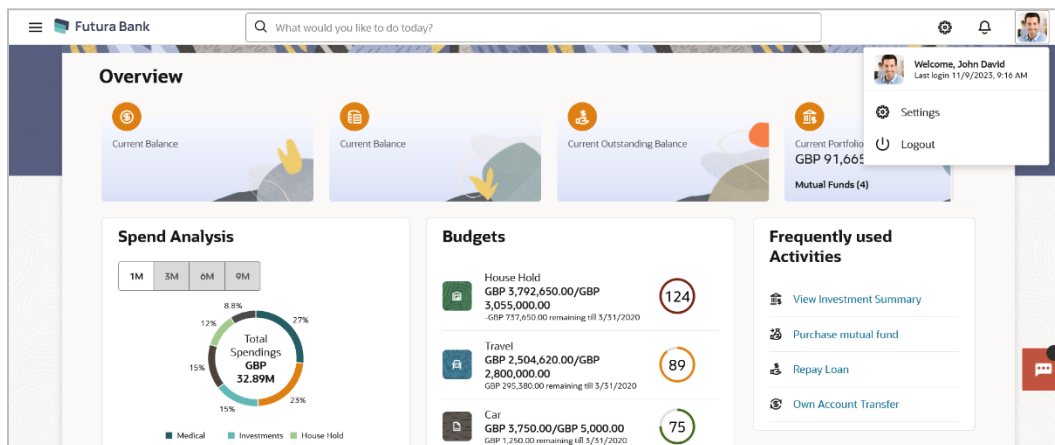 Futura Bank
What would you like to do today?
Welcome, John David
Last login 11/9/2023, 9:16 AM
Settings
Logout
Overview
Current Balance
Current Balance
Current Outstanding Balance
Current Portfolio
GBP 91,665
Mutual Funds (4)
Spend Analysis
1M 3M 6M 9M
8.8%
27%
12%
15%
15%
23%
Total
Spendings
GBP
32.89M
Medical Investments House Hold
Budgets
House Hold
GBP 3,792,650.00/GBP
3,055,000.00
-GBP 737,650.00 remaining till 3/31/2020
124
Travel
GBP 2,504,620.00/GBP
2,800,000.00
GBP 295,380.00 remaining till 3/31/2020
89
Car
GBP 3,750.00/GBP 5,000.00
GBP 1,250.00 remaining till 3/31/2020
75
Frequently used
Activities
View Investment Summary
Purchase mutual fund
Repay Loan
Own Account Transfer